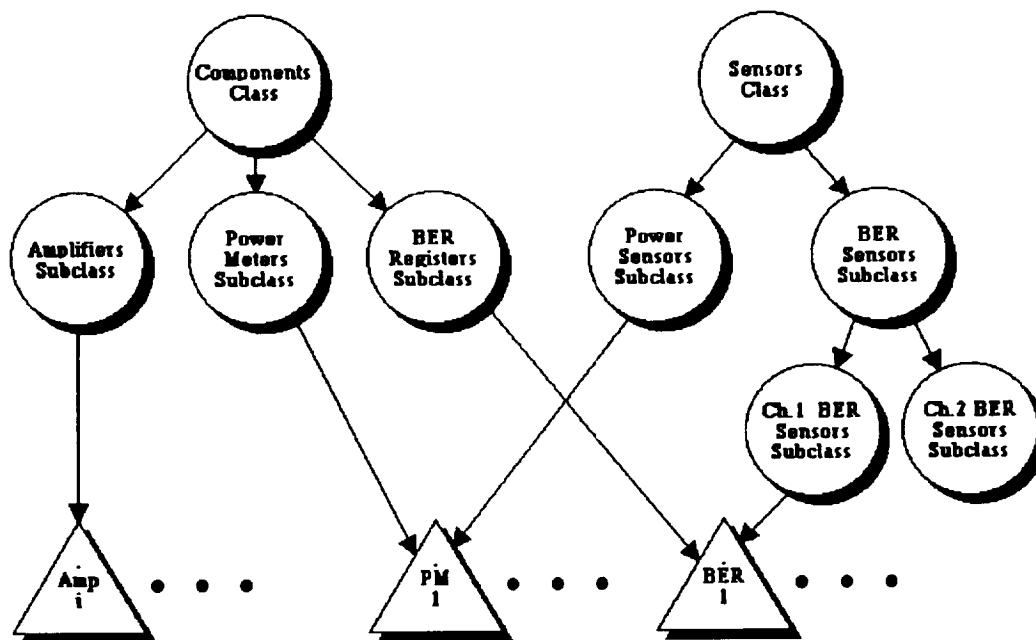 Components
Class
Sensors
Class
Amplifiers
Subclass
Power
Meters
Subclass
BER
Registers
Subclass
Power
Sensors
Subclass
BER
Sensors
Subclass
Ch.1 BER
Sensors
Subclass
Ch.2 BER
Sensors
Subclass
Amp
i
PM
1
BER
1